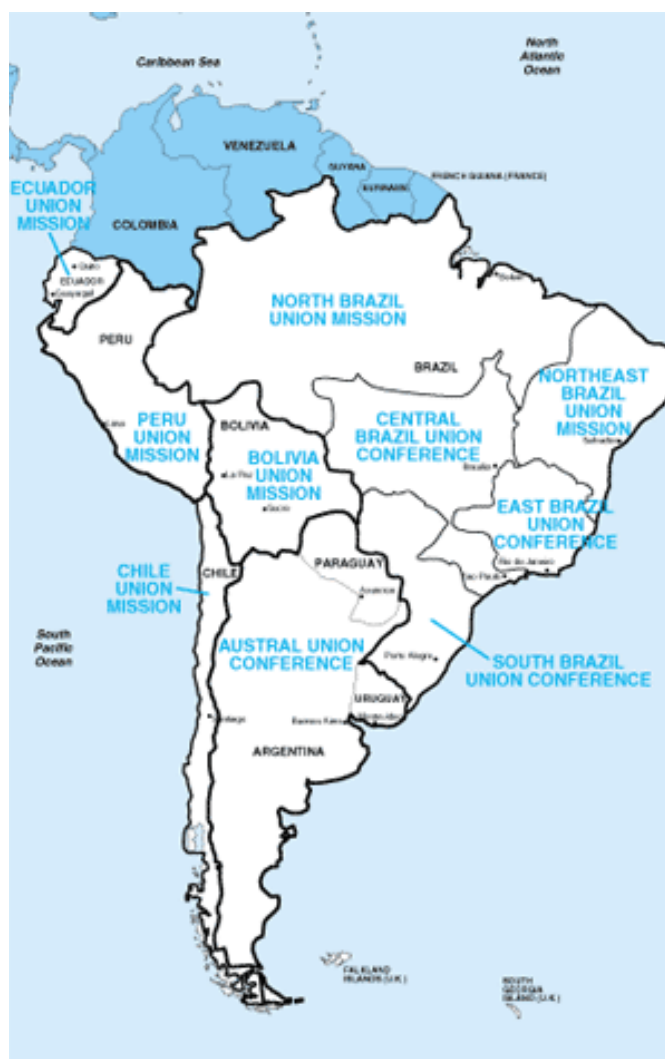 North
Atlantic
Ocean
Caribbean Sea
VENEZUELA
GUYANA
SURINAM
FRENCH GUIANA (FRANCE)
ECUADOR
UNION
MISSION
COLOMBIA
Quito
ECUADOR
Guayaquil
Belem
NORTH BRAZIL
UNION MISSION
PERU
BRAZIL
NORTHEAST
BRAZIL
UNION
MISSION
Salvador
Lima
PERU
UNION
MISSION
BOLIVIA
BOLIVIA
UNION
MISSION
La Paz
Sucre
CENTRAL
BRAZIL UNION
CONFERENCE
Brasilia
EAST BRAZIL
UNION
CONFERENCE
Rio de Janeiro
Sao Paulo
CHILE
UNION
MISSION
CHILE
PARAGUAY
Asuncion
South
Pacific
Ocean
AUSTRAL UNION
CONFERENCE
Porto Alegre
SOUTH BRAZIL
UNION CONFERENCE
URUGUAY
Santiago
Buenos Aires
Montevideo
ARGENTINA
FALKLAND
ISLANDS (U.K.)
SOUTH
GEORGIA
ISLAND (U.K.)